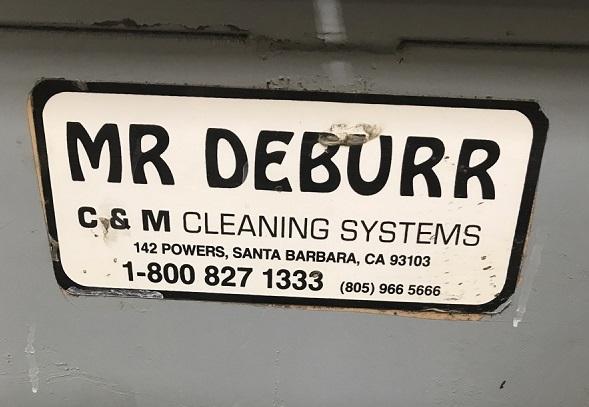 MR DEBURR
C & M CLEANING SYSTEMS
142 POWERS, SANTA BARBARA, CA 93103
1-800 827 1333 (805) 966 5666